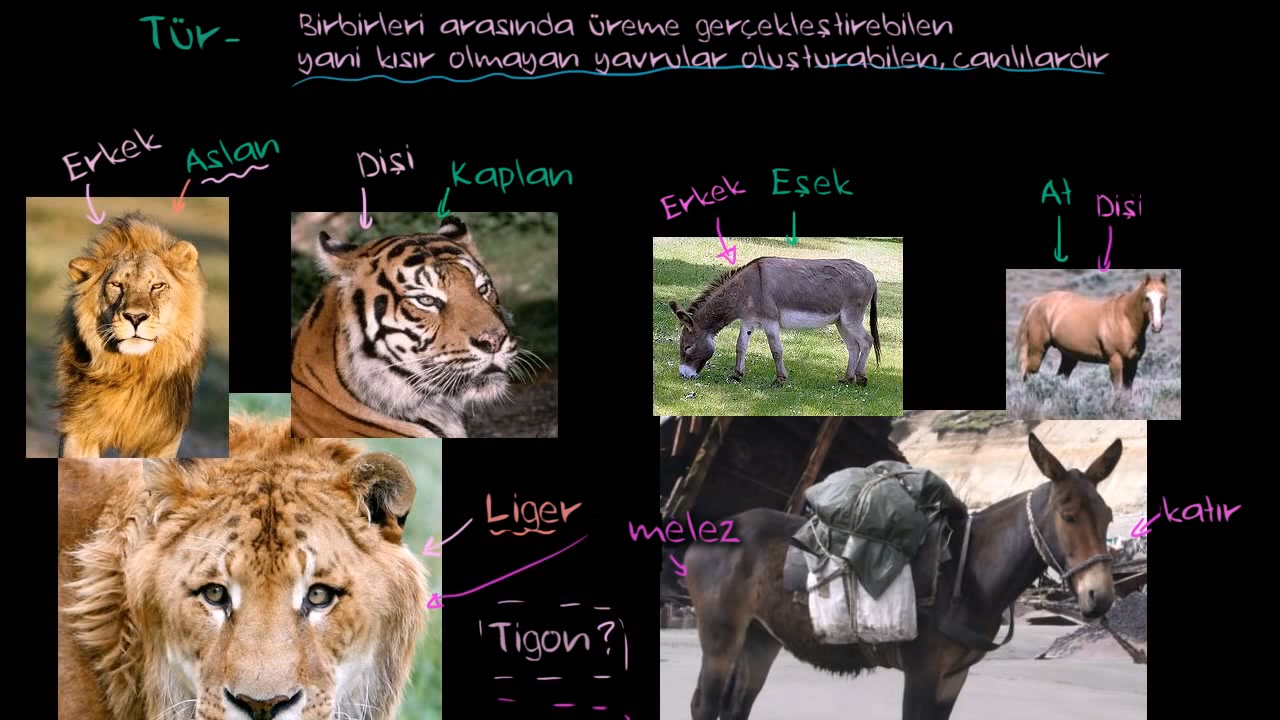 Tür-
Birbirleri arasında üreme gerçekleştirebilen
yani kısır olmayan yavrular oluşturabilen, canlılardır
Erkek
Aslan
Dişi
Kaplan
Erkek
Eşek
At
Dişi
Liger
Tigon?
melez
katır